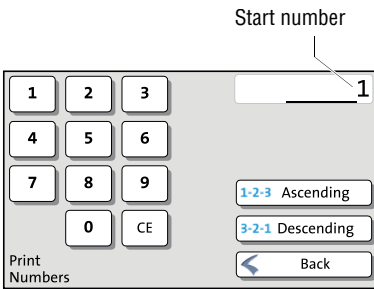 Start number
1
1 2 3
4 5 6
7 8 9
0 CE
1-2-3 Ascending
3-2-1 Descending
Back
Print
Numbers